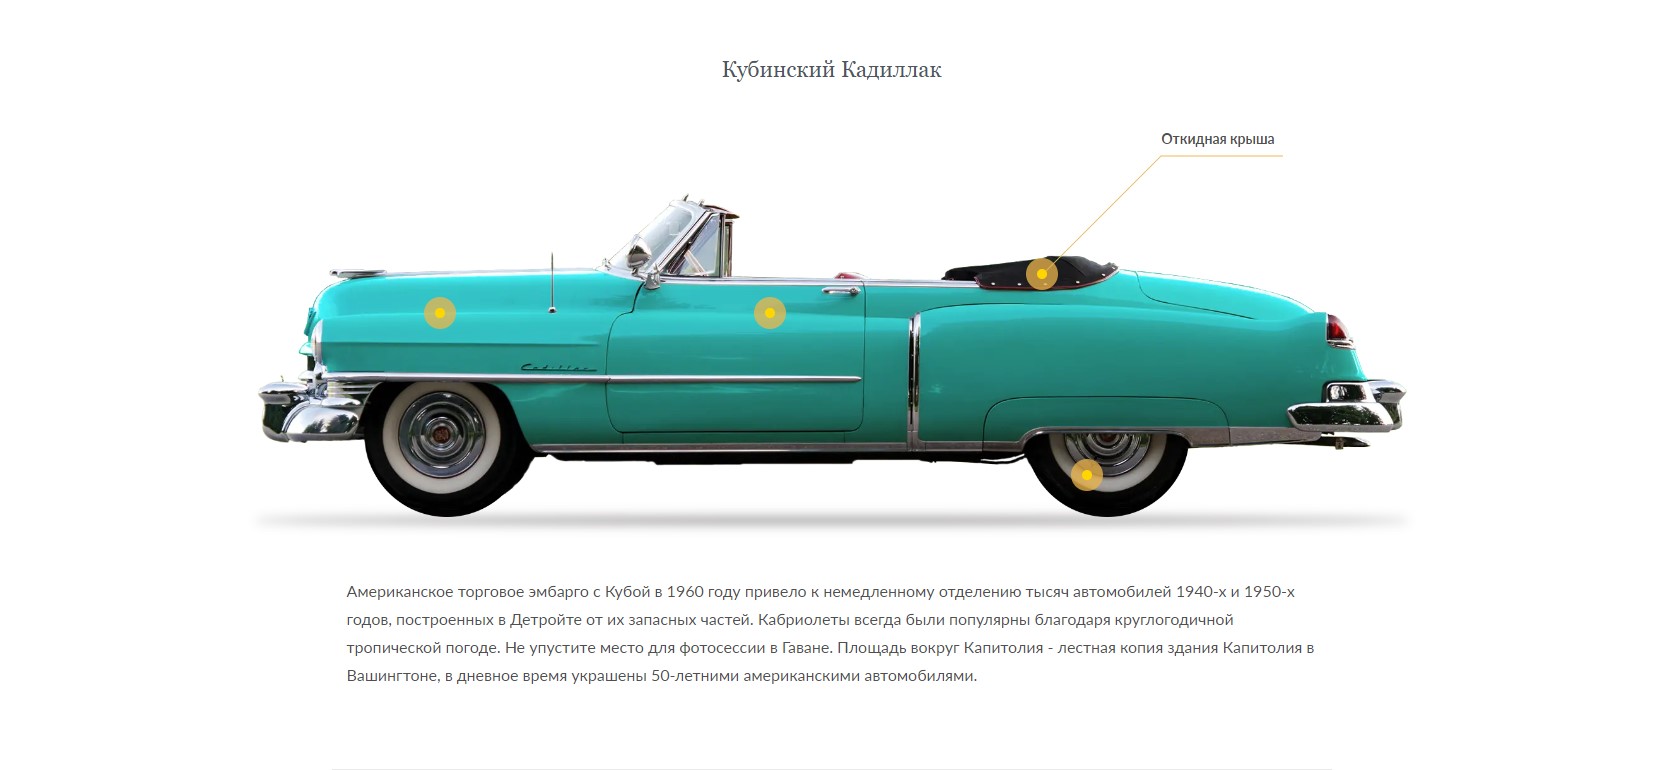 Кубинский Кадиллак
Откидная крыша
Cadillac
Американское торговое эмбарго с Кубой в 1960 году привело к немедленному отделению тысяч автомобилей 1940-х и 1950-х
годов, построенных в Детройте от их запасных частей. Кабриолеты всегда были популярны благодаря круглогодичной
тропической погоде. Не упустите место для фотосессии в Гаване. Площадь вокруг Капитолия - лестная копия здания Капитолия в
Вашингтоне, в дневное время украшены 50-летними американскими автомобилями.